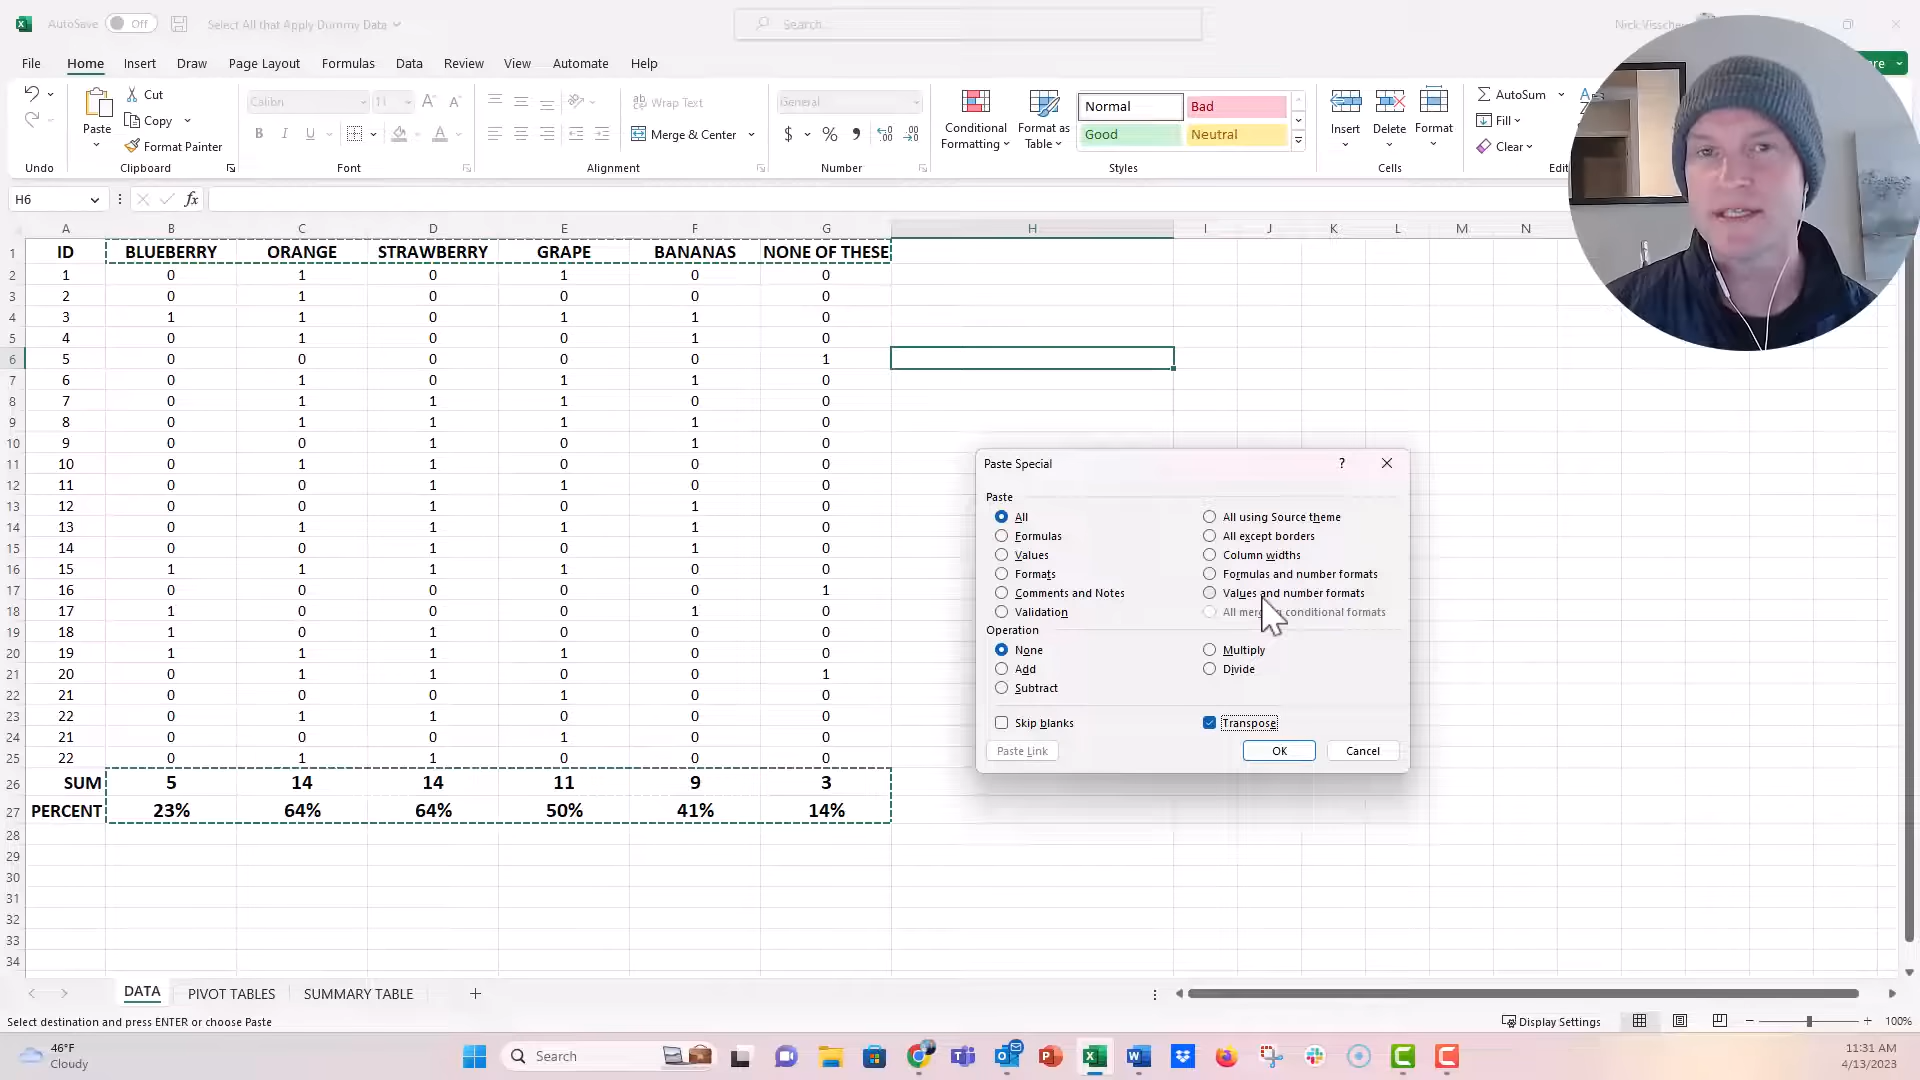 AutoSave Off Select All that Apply Dummy Data Search Nick Visscher
File Home Insert Draw Page Layout Formulas Data Review View Automate Help
Cut Calibri 11 Wrap Text General Normal Bad AutoSum
Paste Copy Conditional Formatting Format as Table Good Neutral Insert Delete Format Fill
Format Painter Merge & Center Clear
Undo Clipboard Font Alignment Number Styles Cells
H6
A B C D E F G H I J K L M N
1 ID BLUEBERRY ORANGE STRAWBERRY GRAPE BANANAS NONE OF THESE
2 1 0 1 0 1 0 0
3 2 0 1 0 0 0 0
4 3 1 1 0 1 1 0
5 4 0 1 0 0 1 0
6 5 0 0 0 0 0 1
7 6 0 1 0 1 1 0
8 7 0 1 1 1 0 0
9 8 0 1 1 1 1 0
10 9 0 0 1 0 1 0
11 10 0 1 1 0 0 0
12 11 0 0 1 1 0 0
13 12 0 0 1 0 1 0
14 13 0 1 1 1 1 0
15 14 0 0 1 0 1 0
16 15 1 1 1 1 0 0
17 16 0 0 0 0 0 1
18 17 1 0 0 0 1 0
19 18 1 0 1 0 0 0
20 19 1 1 1 1 0 0
21 20 0 1 1 0 0 1
22 21 0 0 0 1 0 0
23 22 0 1 1 0 0 0
24 21 0 0 0 1 0 0
25 22 0 1 1 0 0 0
26 SUM 5 14 14 11 9 3
27 PERCENT 23% 64% 64% 50% 41% 14%
28
29
30
31
32
33
34
Paste Special ?
Paste
All All using Source theme
Formulas All except borders
Values Column widths
Formats Formulas and number formats
Comments and Notes Values and number formats
Validation conditional formats
Operation
None Multiply
Add Divide
Subtract
Skip blanks Transpose
Paste Link OK Cancel
DATA PIVOT TABLES SUMMARY TABLE
Select destination and press ENTER or choose Paste Display Settings 100%
46°F
Cloudy
Search
11:31 AM
4/13/2023